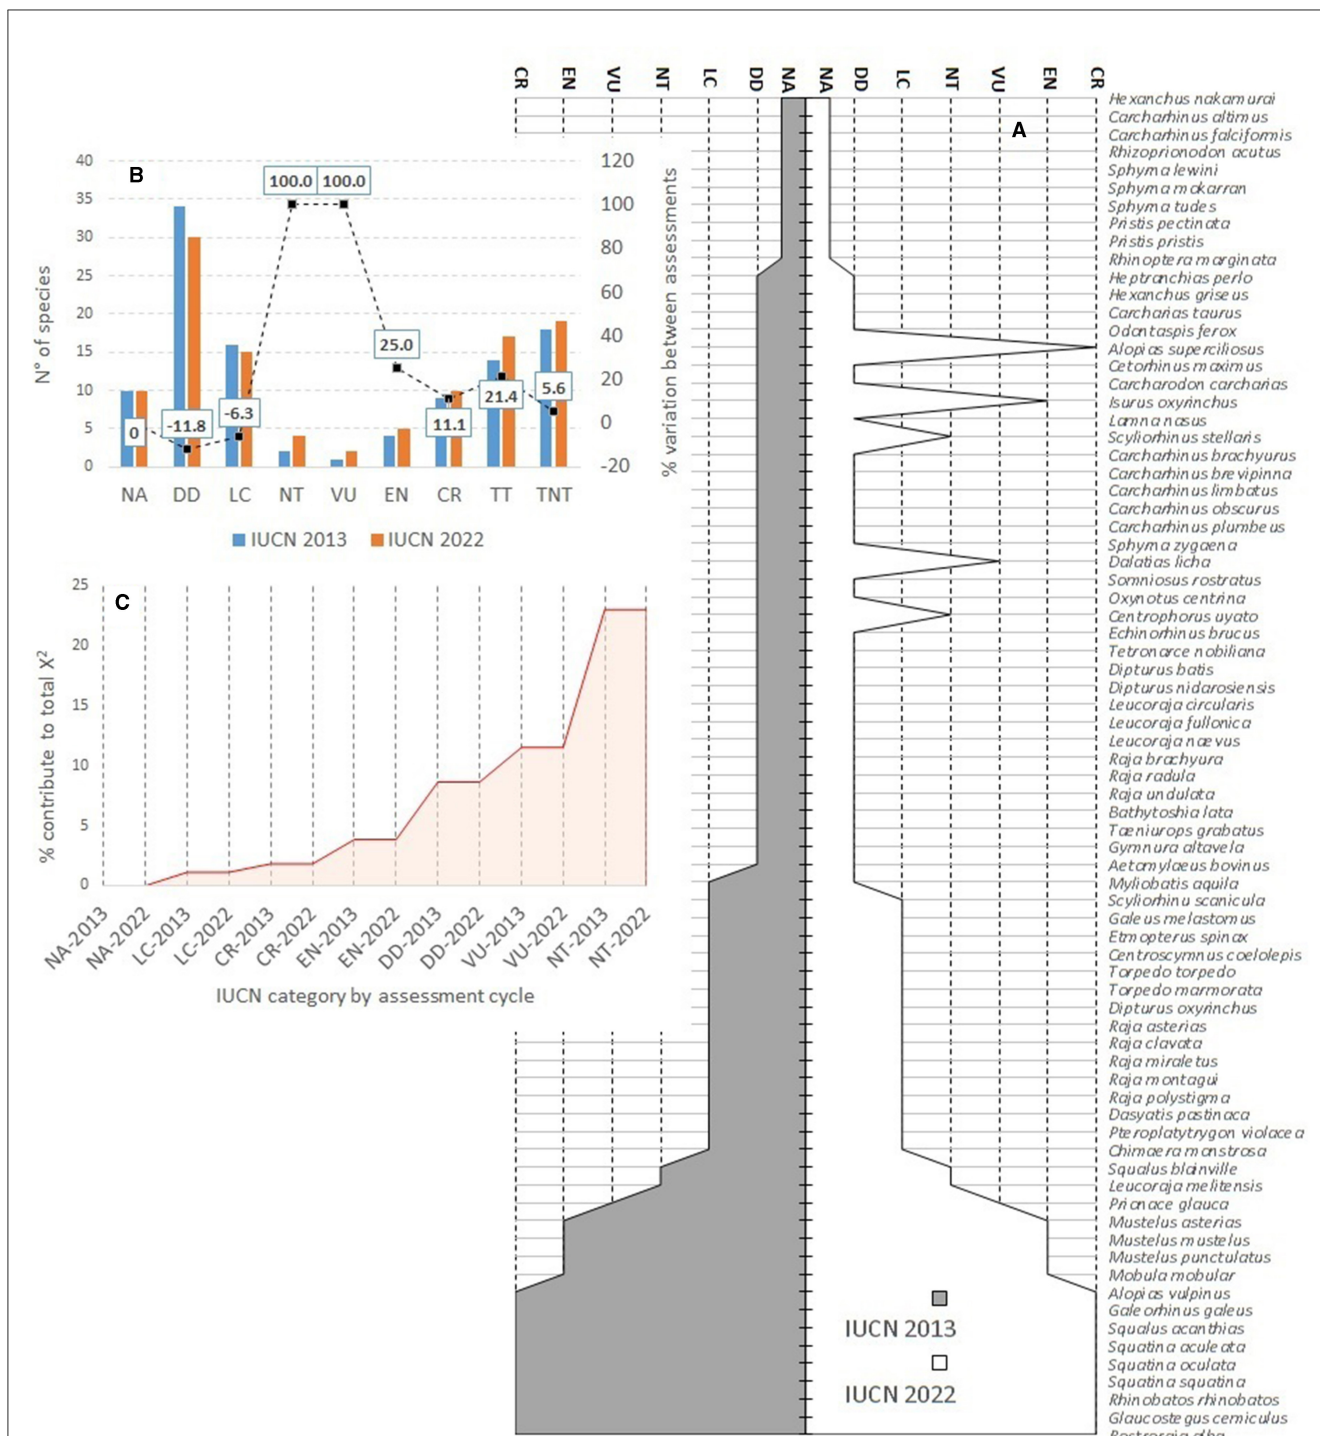 CR EN VU NT LC DD NA NA DD LC NT VU EN CR
A
Hexanchus nakamurai
Carcharhinus altimus
Carcharhinus falciformis
Rhizoprionodon acutus
Sphyrna lewini
Sphyrna mokarran
Sphyrna tudes
Pristis pectinata
Pristis pristis
Rhinoptera marginata
Heptranchias perlo
Hexanchus griseus
Carcharias taurus
Odontaspis ferox
Alopias superciliosus
Cetorhinus maximus
Carcharodon carcharias
Isurus oxyrinchus
Lamna nasus
Scyliorhinus stellaris
Carcharhinus brachyurus
Carcharhinus brevipinna
Carcharhinus limbatus
Carcharhinus obscurus
Carcharhinus plumbeus
Sphyrna zygaena
Dalatias licha
Somniosus rostratus
Oxynotus centrina
Centrophorus uyato
Echinorhinus brucus
Tetronarce nobiliana
Dipturus batis
Dipturus nidarosiensis
Leucoraja circularis
Leucoraja fullonica
Leucoraja naevus
Raja brachyura
Raja radula
Raja undulata
Bathytoshia lata
Taeniurops grabatus
Gymnura altavela
Aetomylaeus bovinus
Myliobatis aquila
Scyliorhinu scanicula
Galeus melastomus
Etmopterus spinax
Centroscymnus coelolepis
Torpedo torpedo
Torpedo marmorata
Dipturus oxyrinchus
Raja asterias
Raja clavata
Raja miraletus
Raja montagui
Raja polystigma
Dasyatis pastinaca
Pteroplatytrygon violacea
Chimaera monstrosa
Squalus blainville
Leucoraja melitensis
Prionace glauca
Mustelus asterias
Mustelus mustelus
Mustelus punctulatus
Mobula mobular
Alopias vulpinus
Galeorhinus galeus
Squalus acanthias
Squatina aculeata
Squatina oculata
Squatina squatina
Rhinobatos rhinobatos
Glaucostegus cemiculus
IUCN 2013
IUCN 2022
B
N° of species
40
35
30
25
20
15
10
5
0
120
100
80
60
40
20
0
-20
% variation between assessments
0
-11.8
-6.3
100.0
100.0
25.0
11.1
21.4
5.6
NA DD LC NT VU EN CR TT TNT
IUCN 2013 IUCN 2022
C
% contribute to total X²
25
20
15
10
5
0
NA-2013
NA-2022
LC-2013
LC-2022
CR-2013
CR-2022
EN-2013
EN-2022
DD-2013
DD-2022
VU-2013
VU-2022
NT-2013
NT-2022
IUCN category by assessment cycle